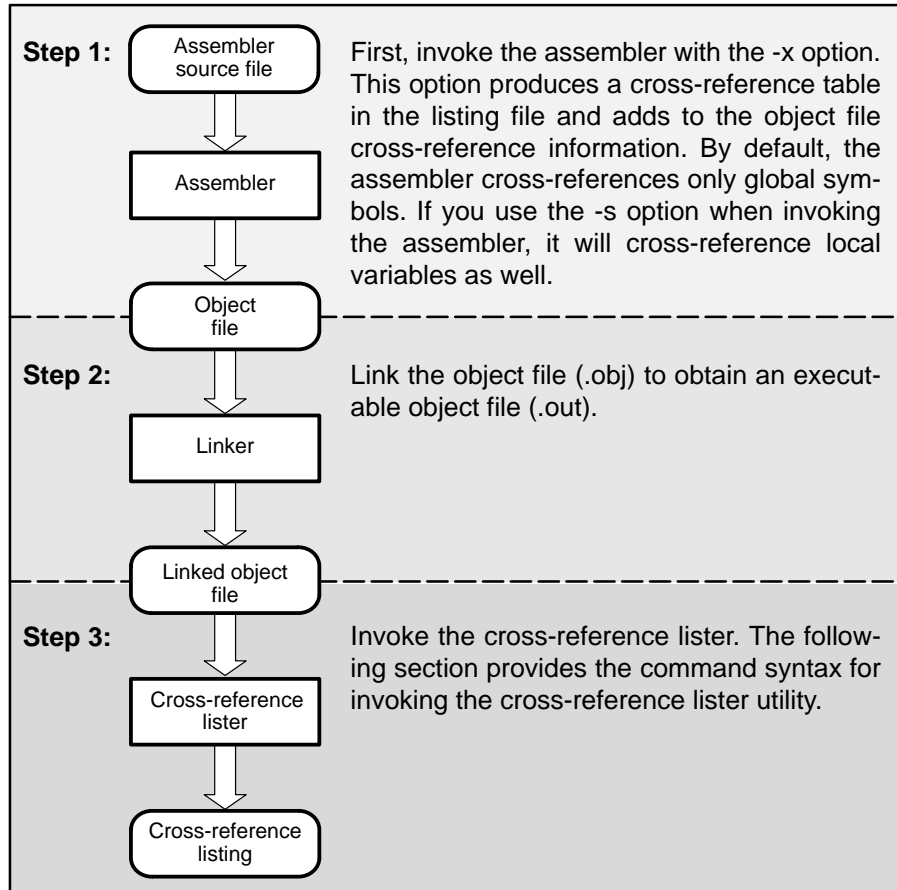 Step 1:
Assembler
source file
First, invoke the assembler with the -x option.
This option produces a cross-reference table
in the listing file and adds to the object file
cross-reference information. By default, the
assembler cross-references only global sym-
bols. If you use the -s option when invoking
the assembler, it will cross-reference local
variables as well.
Assembler
Object
file
Step 2:
Link the object file (.obj) to obtain an execut-
able object file (.out).
Linker
Linked object
file
Step 3:
Invoke the cross-reference lister. The follow-
ing section provides the command syntax for
invoking the cross-reference lister utility.
Cross-reference
lister
Cross-reference
listing